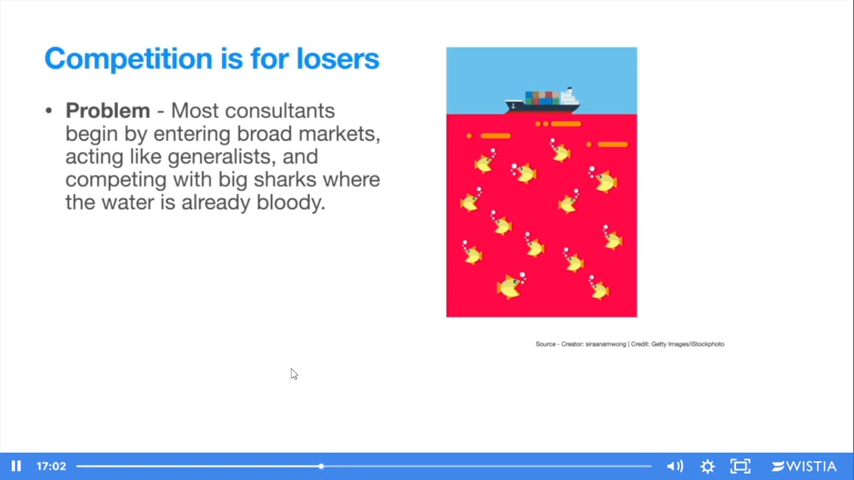 Competition is for losers
• Problem - Most consultants
begin by entering broad markets,
acting like generalists, and
competing with big sharks where
the water is already bloody.
Source - Creator: siraanamwong | Credit: Getty Images/iStockphoto
17:02
WISTIA